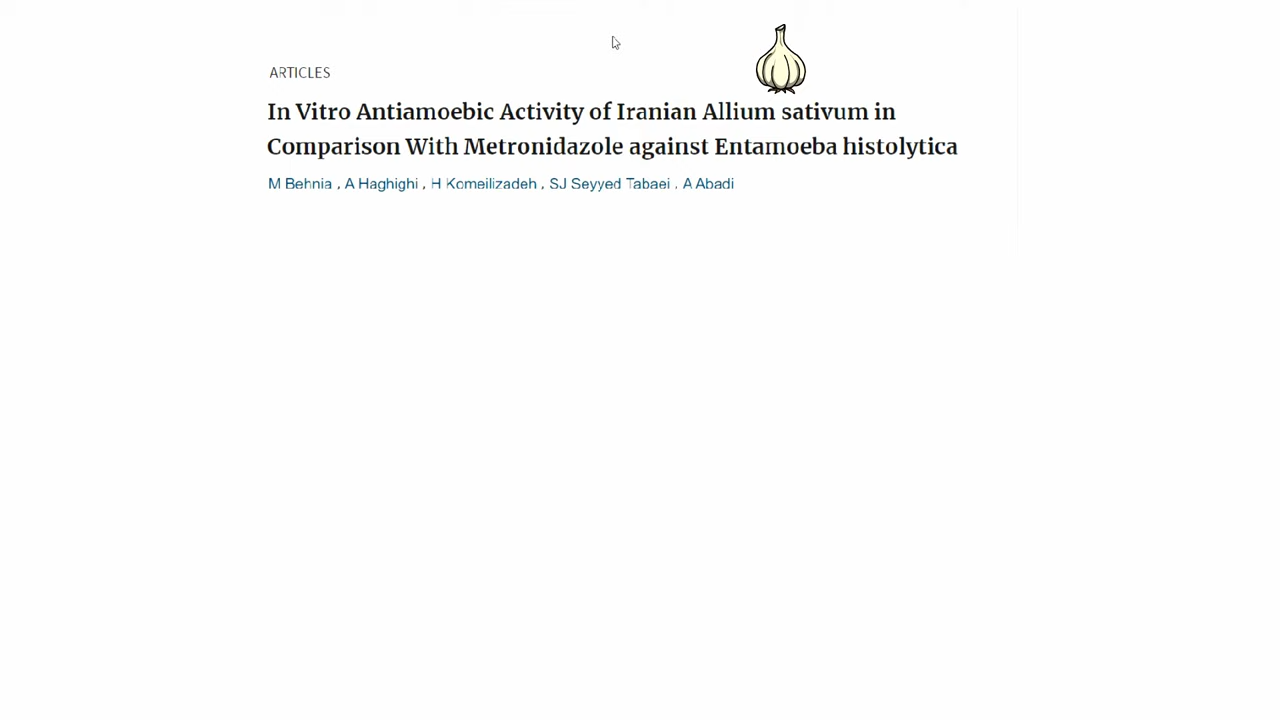 ARTICLES
In Vitro Antiamoebic Activity of Iranian Allium sativum in
Comparison With Metronidazole against Entamoeba histolytica
M Behnia , A Haghighi , H Komeilizadeh , SJ Seyyed Tabaei , A Abadi